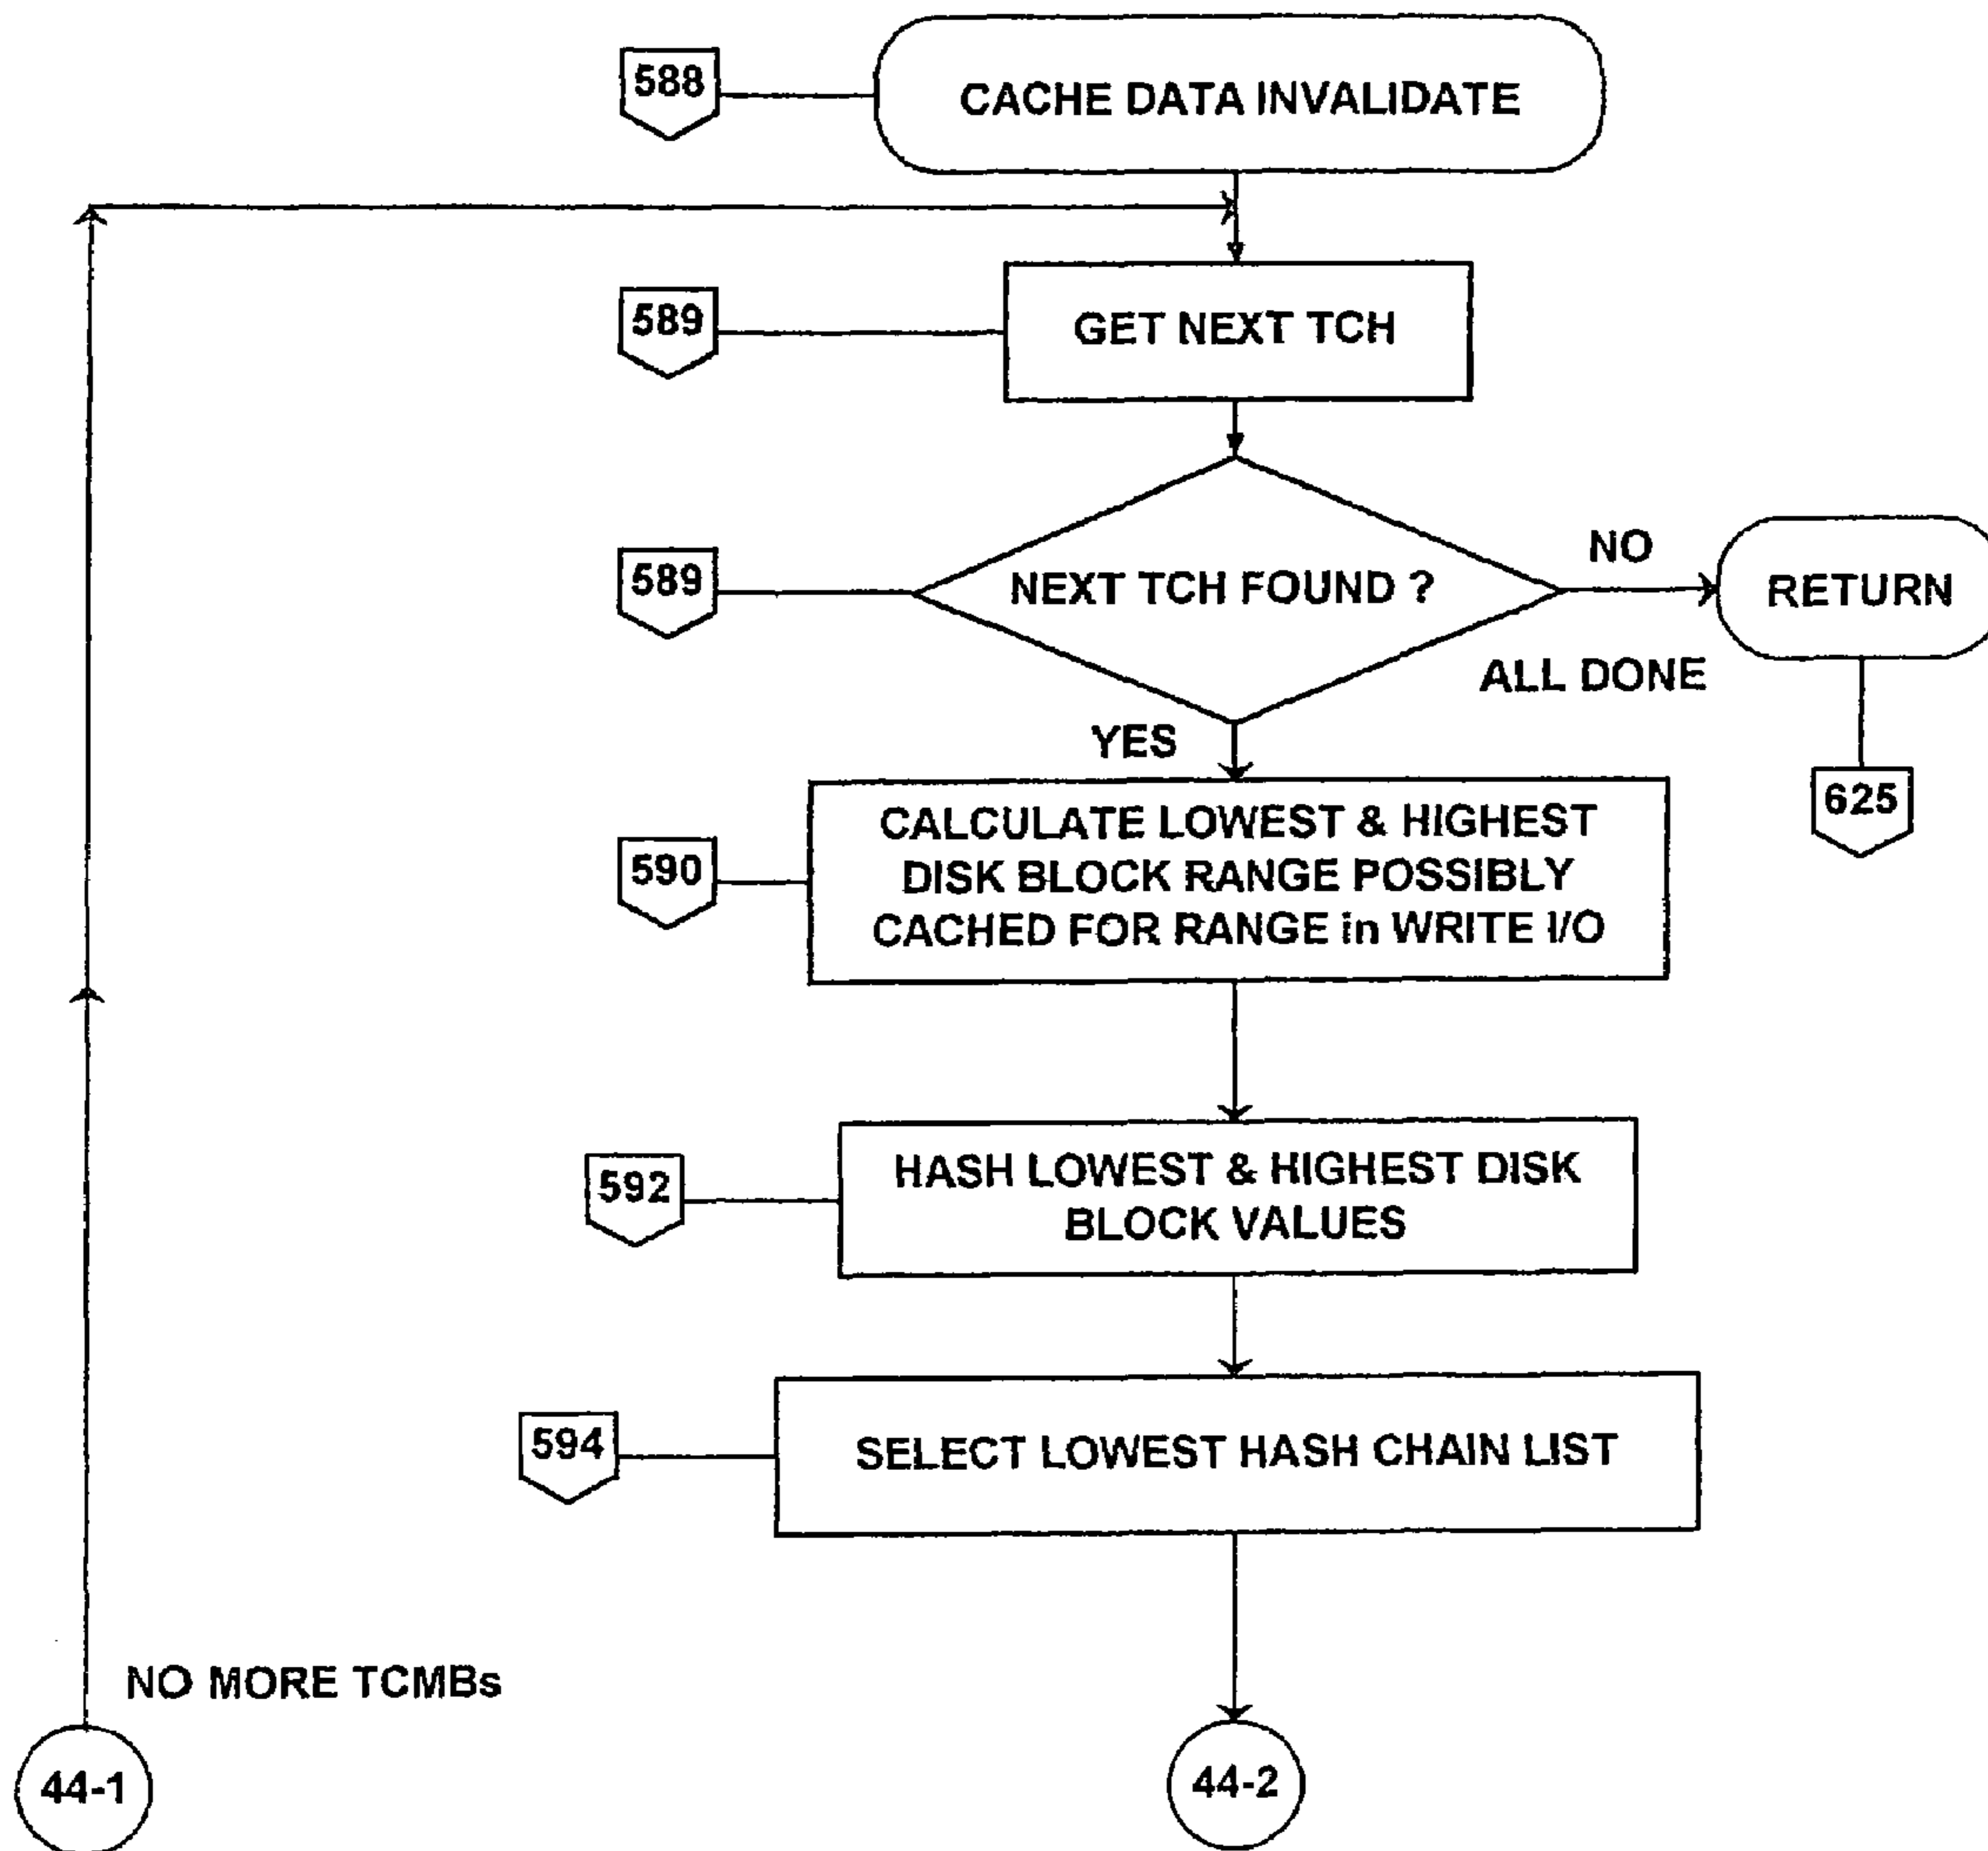 588
CACHE DATA INVALIDATE
589
GET NEXT TCH
589
NEXT TCH FOUND ?
NO
RETURN
ALL DONE
YES
625
590
CALCULATE LOWEST & HIGHEST
DISK BLOCK RANGE POSSIBLY
CACHED FOR RANGE in WRITE I/O
592
HASH LOWEST & HIGHEST DISK
BLOCK VALUES
594
SELECT LOWEST HASH CHAIN LIST
NO MORE TCMBs
44-1
44-2